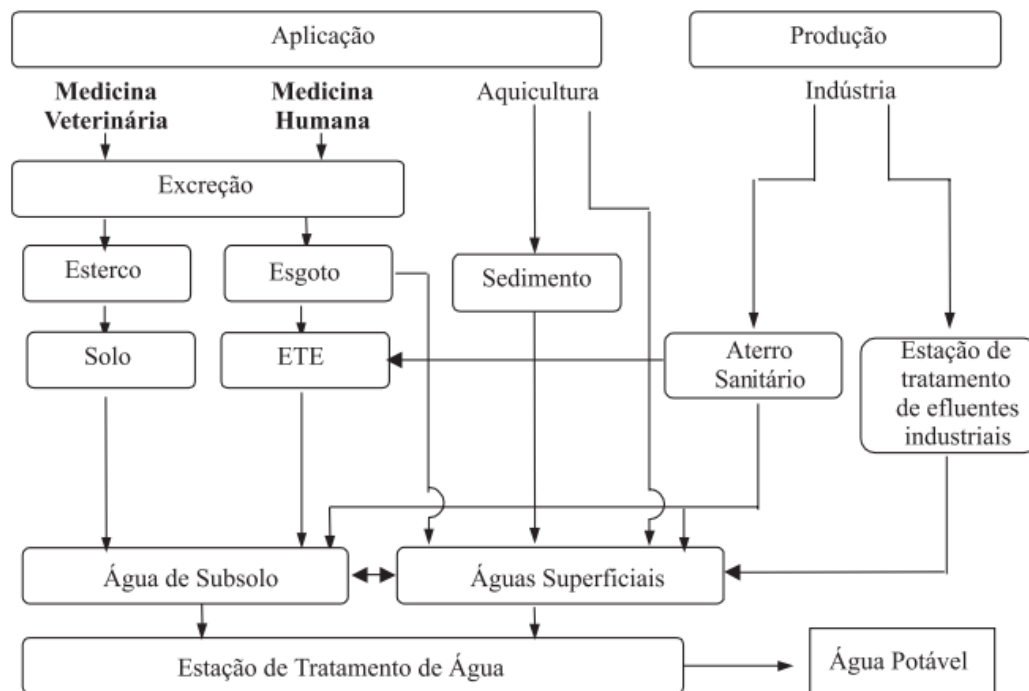 Aplicação
Produção
Medicina
Veterinária
Medicina
Humana
Aquicultura
Indústria
Excreção
Esterco
Esgoto
Sedimento
Solo
ETE
Aterro
Sanitário
Estação de
tratamento
de efluentes
industriais
Água de Subsolo
Águas Superficiais
Estação de Tratamento de Água
Água Potável